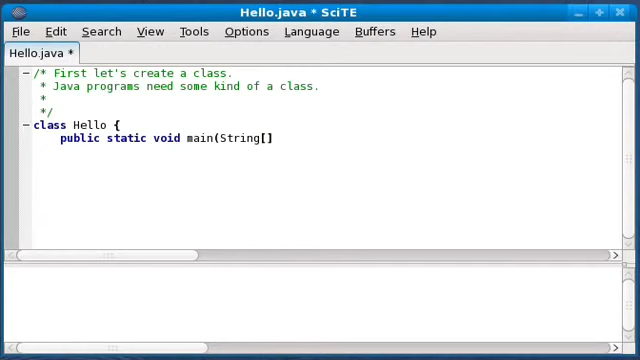 Hello.java * SciTE
File Edit Search View Tools Options Language Buffers Help
Hello.java *
/* First let's create a class.
* Java programs need some kind of a class.
*
*/
class Hello {
public static void main(String[]